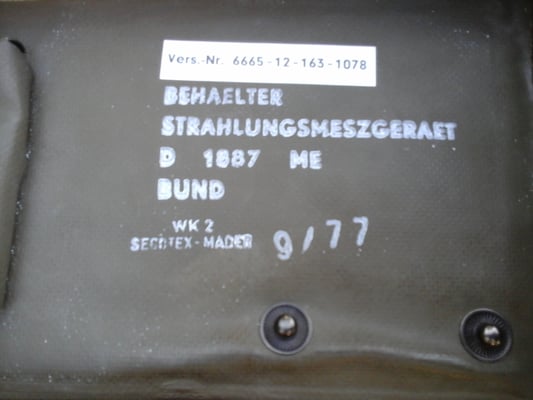 Vers.-Nr. 6665-12-163-1078
BEHAELTER
STRAHLUNGSMESZGERAET
D 1887 ME
BUND
WK 2
SECOTEX-MADER 9/77